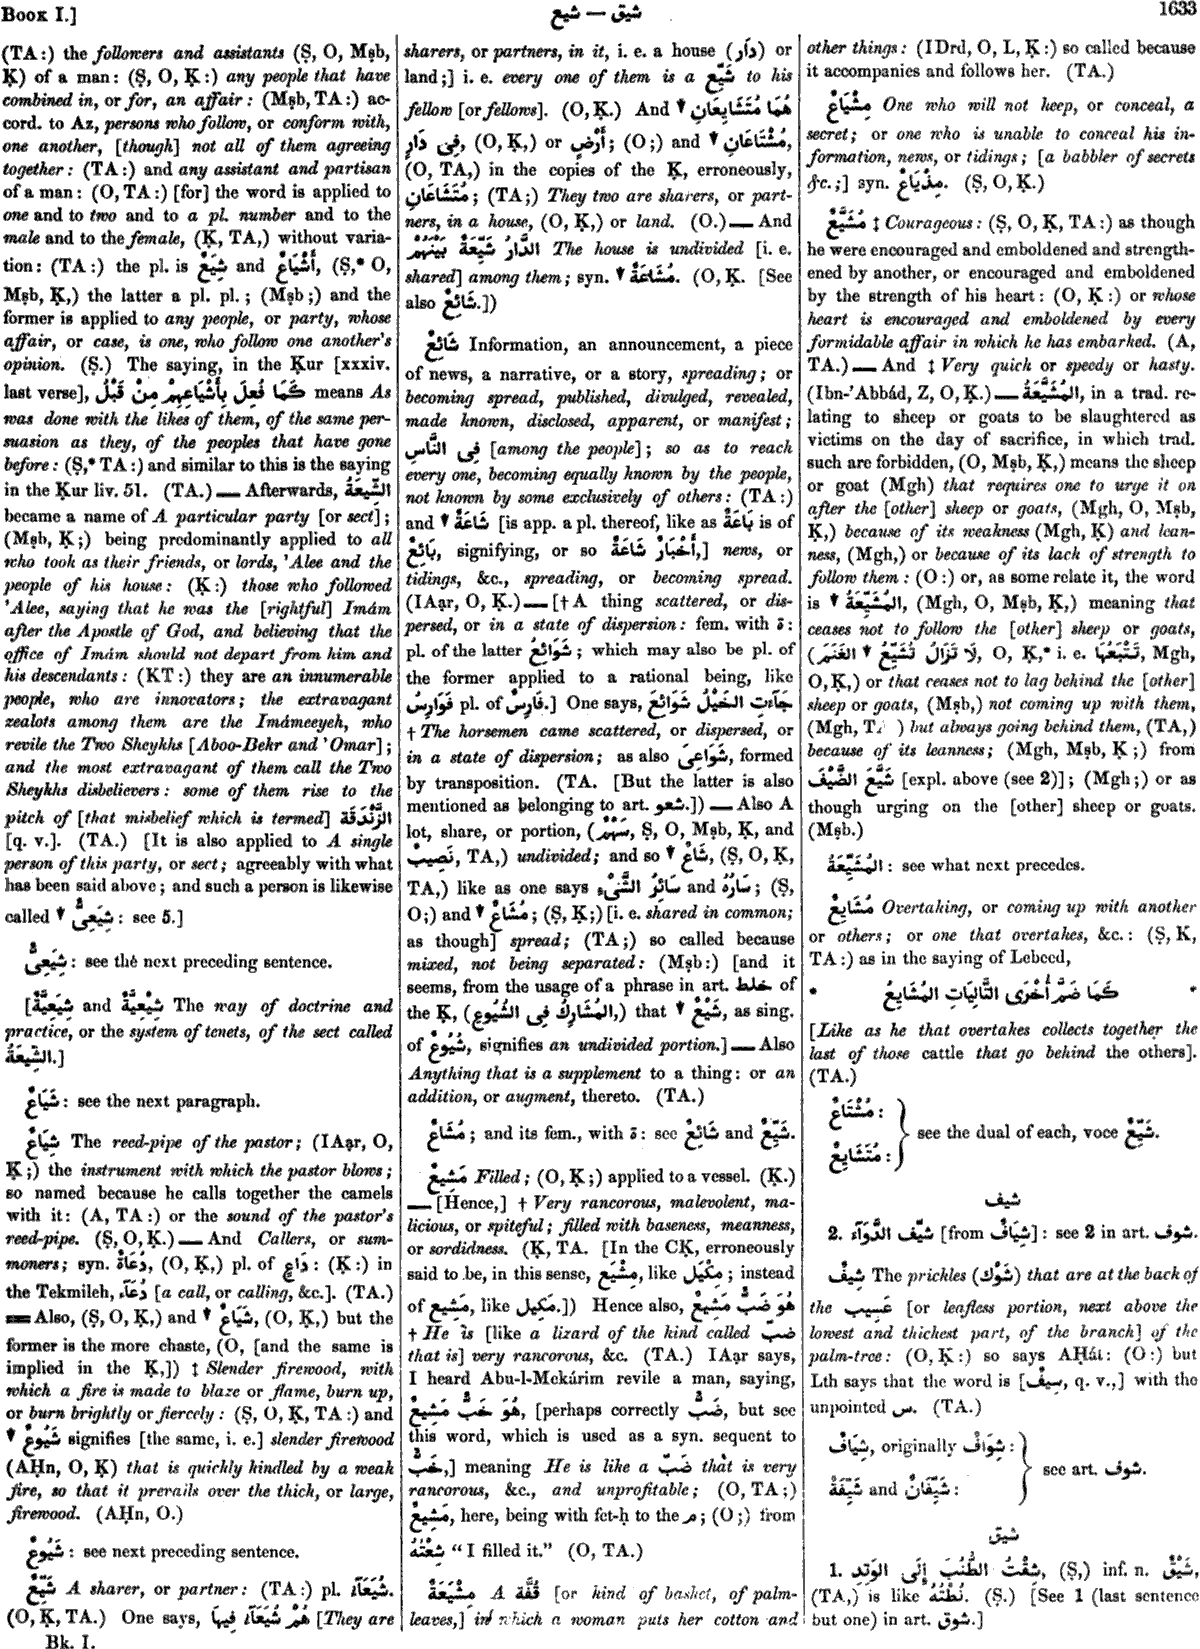 Book I.]
شيع — شيق
1633
(TA:) the followers and assistants (Ṣ, O, Mṣb,
Ḳ) of a man: (Ṣ, O, Ḳ:) any people that have
combined in, or for, an affair: (Mṣb, TA:) ac-
cord. to Az, persons who follow, or conform with,
one another, [though] not all of them agreeing
together: (TA:) and any assistant and partisan
of a man: (O, TA:) [for] the word is applied to
one and to two and to a pl. number and to the
male and to the female, (Ḳ, TA,) without varia-
tion: (TA:) the pl. is شِيَعٌ and أَشْيَاعٌ, (Ṣ,* O,
Mṣb, Ḳ,) the latter a pl. pl.; (Mṣb;) and the
former is applied to any people, or party, whose
affair, or case, is one, who follow one another's
opinion. (Ṣ.) The saying, in the Ḳur [xxxiv.
last verse], كَمَا فُعِلَ بِأَشْيَاعِهِمْ مِنْ قَبْلُ means As
was done with the likes of them, of the same per-
suasion as they, of the peoples that have gone
before: (Ṣ,* TA:) and similar to this is the saying
in the Ḳur liv. 51. (TA.) — Afterwards, الشِّيعَةُ
became a name of A particular party [or sect];
(Mṣb, Ḳ;) being predominantly applied to all
who took as their friends, or lords, 'Alee and the
people of his house: (Ḳ:) those who followed
'Alee, saying that he was the [rightful] Imám
after the Apostle of God, and believing that the
office of Imám should not depart from him and
his descendants: (KT:) they are an innumerable
people, who are innovators; the extravagant
zealots among them are the Imámeeyeh, who
revile the Two Sheykhs [Aboo-Bekr and 'Omar];
and the most extravagant of them call the Two
Sheykhs disbelievers: some of them rise to the
pitch of [that misbelief which is termed] الزَّنْدَقَة
[q. v.]. (TA.) [It is also applied to A single
person of this party, or sect; agreeably with what
has been said above; and such a person is likewise
called ↓ شِيَعِىٌّ: see 5.]
شِيَعِىٌّ: see the next preceding sentence.
[شِيَعِيَّةٌ and شِيْعِيَّةٌ The way of doctrine and
practice, or the system of tenets, of the sect called
الشِّيعَةُ.]
شَيَاعٌ: see the next paragraph.
شِيَاعٌ The reed-pipe of the pastor; (IAạr, O,
Ḳ;) the instrument with which the pastor blows;
so named because he calls together the camels
with it: (A, TA:) or the sound of the pastor's
reed-pipe. (Ṣ, O, Ḳ.) — And Callers, or sum-
moners; syn. دُعَاةٌ, (O, Ḳ,) pl. of دَاعٍ: (Ḳ:) in
the Tekmileh, دُعَآءٌ [a call, or calling, &c.]. (TA.)
= Also, (Ṣ, O, Ḳ,) and ↓ شَيَاعٌ, (O, Ḳ,) but the
former is the more chaste, (O, [and the same is
implied in the Ḳ,]) ‡ Slender firewood, with
which a fire is made to blaze or flame, burn up,
or burn brightly or fiercely: (Ṣ, O, Ḳ, TA:) and
↓ شَيُوعٌ signifies [the same, i. e.] slender firewood
(AḤn, O, Ḳ) that is quickly kindled by a weak
fire, so that it prevails over the thick, or large,
firewood. (AḤn, O.)
شَيُوعٌ: see next preceding sentence.
شَيِّعٌ A sharer, or partner: (TA:) pl. شُيَعَآءُ.
(O, Ḳ, TA.) One says, هُمْ شُيَعَآءُ فِيهَا [They are
Bk. I.
sharers, or partners, in it, i. e. a house (دَار) or
land;] i. e. every one of them is a شَيِّع to his
fellow [or fellows]. (O, Ḳ.) And ↓ هُمَا مُتَشَايِعَانِ
فِى دَارٍ, (O, Ḳ,) or أَرْضٍ; (O;) and ↓ مُشْتَاعَانِ,
(O, TA,) in the copies of the Ḳ, erroneously,
مُتَشَاعَانِ; (TA;) They two are sharers, or part-
ners, in a house, (O, Ḳ,) or land. (O.) — And
الدَّارُ شَيِّعَةٌ بَيْنَهُمْ The house is undivided [i. e.
shared] among them; syn. ↓ مُشَاعَةٌ. (O, Ḳ. [See
also شَائِعٌ.])
شَائِعٌ Information, an announcement, a piece
of news, a narrative, or a story, spreading; or
becoming spread, published, divulged, revealed,
made known, disclosed, apparent, or manifest;
فِى النَّاسِ [among the people]; so as to reach
every one, becoming equally known by the people,
not known by some exclusively of others: (TA:)
and ↓ شَاعَةٌ [is app. a pl. thereof, like as بَاعَةٌ is of
بَائِعٌ, signifying, or so أَخْبَارٌ شَاعَةٌ,] news, or
tidings, &c., spreading, or becoming spread.
(IAạr, O, Ḳ.) — [† A thing scattered, or dis-
persed, or in a state of dispersion: fem. with ة:
pl. of the latter شَوَائِعُ; which may also be pl. of
the former applied to a rational being, like
فَوَارِسُ pl. of فَارِسٌ.] One says, جَآءَتِ الخَيْلُ شَوَائِعَ
† The horsemen came scattered, or dispersed, or
in a state of dispersion; as also شَوَاعِىَ, formed
by transposition. (TA. [But the latter is also
mentioned as belonging to art. شعو.]) — Also A
lot, share, or portion, (سَهْمٌ, Ṣ, O, Mṣb, Ḳ, and
نَصِيبٌ, TA,) undivided; and so ↓ شَاعٌ, (Ṣ, O, Ḳ,
TA,) like as one says سَائِرُ الشَّىْءِ and سَارُهُ; (Ṣ,
O;) and ↓ مُشَاعٌ; (Ṣ, Ḳ;) [i. e. shared in common;
as though] spread; (TA;) so called because
mixed, not being separated: (Mṣb:) [and it
seems, from the usage of a phrase in art. خلط of
the Ḳ, (المُشَارِكُ فِى الشُّيُوعِ,) that ↓ شَيْعٌ, as sing.
of شُيُوعٌ, signifies an undivided portion.] — Also
Anything that is a supplement to a thing: or an
addition, or augment, thereto. (TA.)
مُشَاعٌ; and its fem., with ة: see شَائِعٌ and شَيِّعٌ.
مَشِيعٌ Filled; (O, Ḳ;) applied to a vessel. (Ḳ.)
— [Hence,] † Very rancorous, malevolent, ma-
licious, or spiteful; filled with baseness, meanness,
or sordidness. (Ḳ, TA. [In the CḲ, erroneously
said to be, in this sense, مِشْيَع, like مِكْيَل; instead
of مَشِيع, like مَكِيل.]) Hence also, هُوَ ضَبٌّ مَشِيعٌ
† He is [like a lizard of the kind called ضَبّ
that is] very rancorous, &c. (TA.) IAạr says,
I heard Abu-l-Mekárim revile a man, saying,
هُوَ خَبٌّ مَشِيعٌ, [perhaps correctly ضَبٌّ, but see
this word, which is used as a syn. sequent to
خَبٌّ,] meaning He is like a ضَبّ that is very
rancorous, &c., and unprofitable; (O, TA;)
مَشِيعٌ, here, being with fet-ḥ to the م; (O;) from
شِعْتُهُ "I filled it." (O, TA.)
مِشْيَعَةٌ A قُفَّة [or kind of basket, of palm-
leaves,] in which a woman puts her cotton and
other things: (IDrd, O, L, Ḳ:) so called because
it accompanies and follows her. (TA.)
مِشْيَاعٌ One who will not keep, or conceal, a
secret; or one who is unable to conceal his in-
formation, news, or tidings; [a babbler of secrets
&c.;] syn. مِذْيَاعٌ. (Ṣ, O, Ḳ.)
مُشَيَّعٌ ‡ Courageous: (Ṣ, O, Ḳ, TA:) as though
he were encouraged and emboldened and strength-
ened by another, or encouraged and emboldened
by the strength of his heart: (O, Ḳ:) or whose
heart is encouraged and emboldened by every
formidable affair in which he has embarked. (A,
TA.) — And ‡ Very quick or speedy or hasty.
(Ibn-'Abbád, Z, O, Ḳ.) — المُشَيَّعَةُ, in a trad. re-
lating to sheep or goats to be slaughtered as
victims on the day of sacrifice, in which trad.
such are forbidden, (O, Mṣb, Ḳ,) means the sheep
or goat (Mgh) that requires one to urge it on
after the [other] sheep or goats, (Mgh, O, Mṣb,
Ḳ,) because of its weakness (Mgh, Ḳ) and lean-
ness, (Mgh,) or because of its lack of strength to
follow them: (O:) or, as some relate it, the word
is ↓ المُشَيِّعَةُ, (Mgh, O, Mṣb, Ḳ,) meaning that
ceases not to follow the [other] sheep or goats,
(لَا تَزَالُ تُشَيِّعُ ↓ الغَنَمَ, O, Ḳ,* i. e. تَتْبَعُهَا, Mgh,
O, Ḳ,) or that ceases not to lag behind the [other]
sheep or goats, (Mṣb,) not coming up with them,
(Mgh, T ) but always going behind them, (TA,)
because of its leanness; (Mgh, Mṣb, Ḳ;) from
شَيَّعَ الضَّيْفَ [expl. above (see 2)]; (Mgh;) or as
though urging on the [other] sheep or goats.
(Mṣb.)
المُشَيِّعَةُ: see what next precedes.
مُشَايِعٌ Overtaking, or coming up with another
or others; or one that overtakes, &c.: (Ṣ, Ḳ,
TA:) as in the saying of Lebeed,
* كَمَا ضَمَّ أُخْرَى التَّالِيَاتِ المُشَايِعُ *
[Like as he that overtakes collects together the
last of those cattle that go behind the others].
(TA.)
مُشْتَاعٌ:
مُتَشَايِعٌ:
see the dual of each, voce شَيِّعٌ.
شيف
2. شيّف الدَّوَآءَ [from شِيَافٌ]: see 2 in art. شوف.
شِيفٌ The prickles (شَوْك) that are at the back of
the عَسِيب [or leafless portion, next above the
lowest and thickest part, of the branch] of the
palm-tree: (O, Ḳ:) so says AḤát: (O:) but
Lth says that the word is [سِيفٌ, q. v.,] with the
unpointed س. (TA.)
شِيَافٌ, originally شِوَافٌ:
شَيِّفَانٌ and شَيِّفَةٌ:
see art. شوف.
شيق
1. شِقْتُ الطُّنُبَ إِلَى الوَتِدِ, (Ṣ,) inf. n. شَيْقٌ,
(TA,) is like نُطْتُهُ. (Ṣ.) [See 1 (last sentence
but one) in art. شوق.]